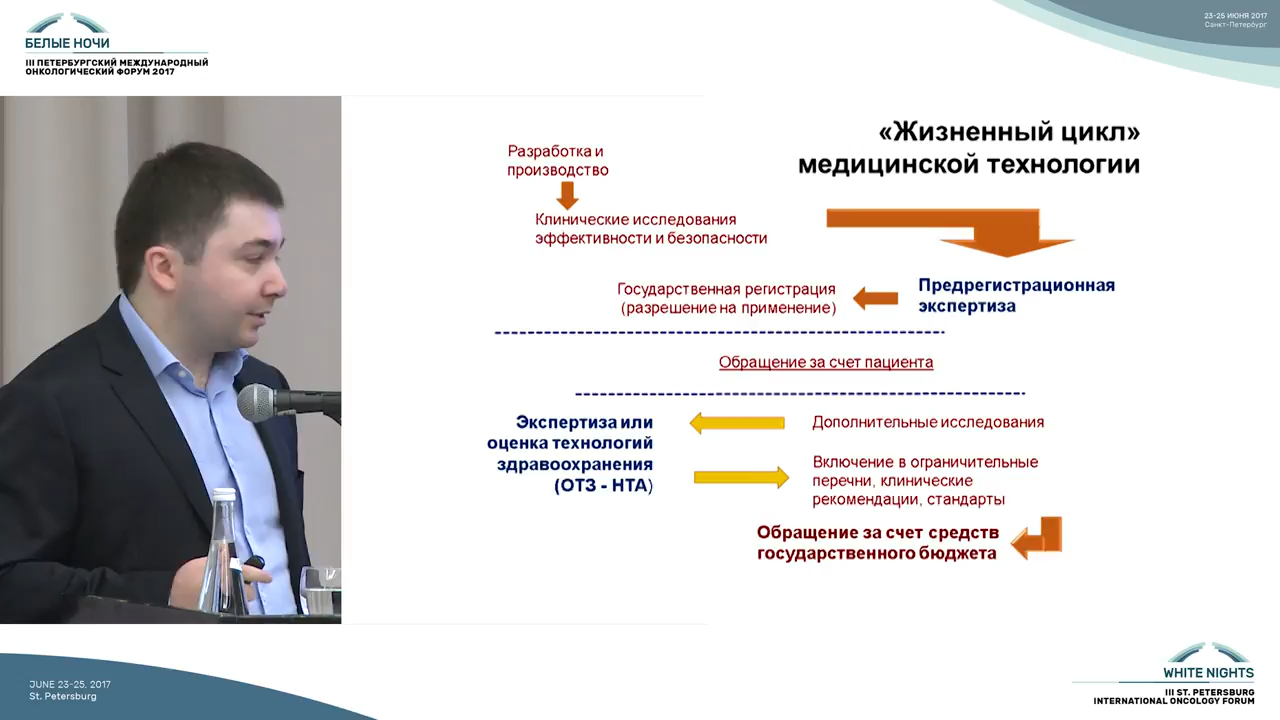 БЕЛЫЕ НОЧИ
III ПЕТЕРБУРГСКИЙ МЕЖДУНАРОДНЫЙ
ОНКОЛОГИЧЕСКИЙ ФОРУМ 2017
23-25 ИЮНЯ 2017
Санкт-Петербург
«Жизненный цикл»
медицинской технологии
Разработка и
производство
Клинические исследования
эффективности и безопасности
Предрегистрационная
экспертиза
Государственная регистрация
(разрешение на применение)
Обращение за счет пациента
Экспертиза или
оценка технологий
здравоохранения
(ОТЗ - HTA)
Дополнительные исследования
Включение в ограничительные
перечни, клинические
рекомендации, стандарты
Обращение за счет средств
государственного бюджета
JUNE 23-25, 2017
St. Petersburg
WHITE NIGHTS
III ST. PETERSBURG
INTERNATIONAL ONCOLOGY FORUM